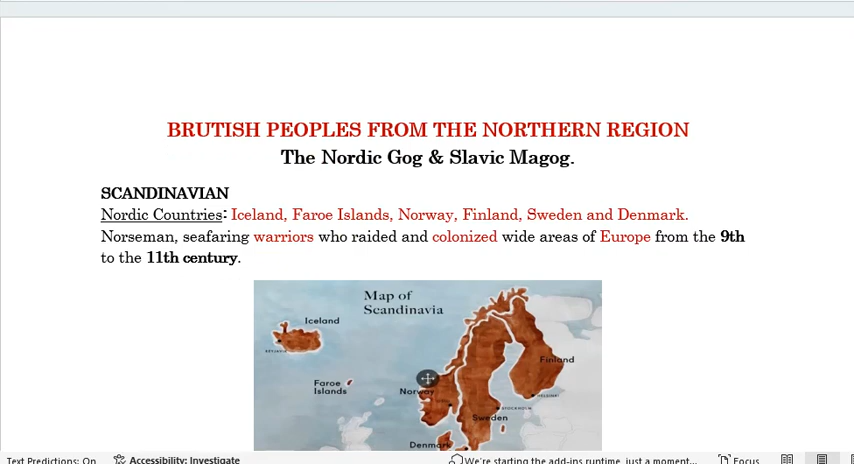 BRUTISH PEOPLES FROM THE NORTHERN REGION
The Nordic Gog & Slavic Magog.
SCANDINAVIAN
Nordic Countries: Iceland, Faroe Islands, Norway, Finland, Sweden and Denmark.
Norseman, seafaring warriors who raided and colonized wide areas of Europe from the 9th
to the 11th century.
Map of
Scandinavia
Iceland
Finland
Faroe
Islands
Norway
HELSINKI
STOCKHOLM
Sweden
Denmark
Text Predictions: On Accessibility: Investigate We're starting the add-ins runtime, just a moment... Focus